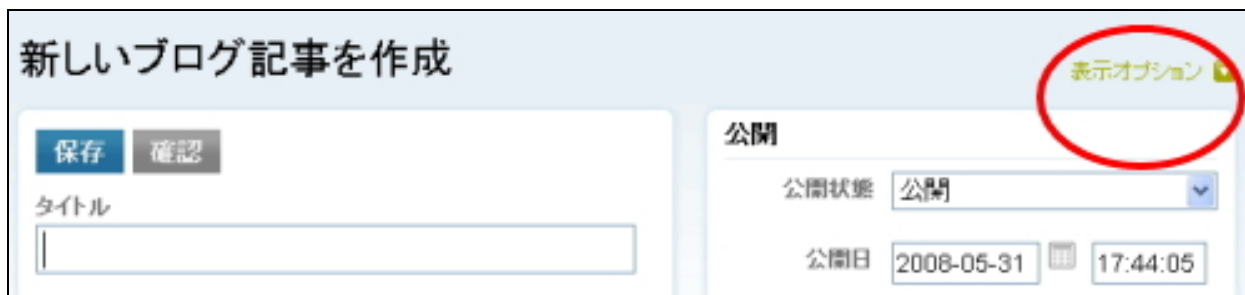 新しいブログ記事を作成
表示オプション
保存 確認
タイトル
公開
公開状態 公開
公開日 2008-05-31 17:44:05